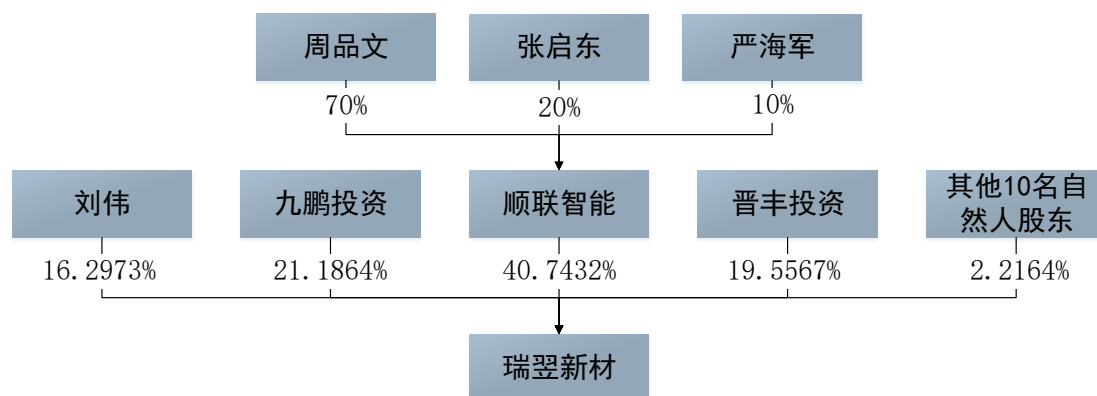 周品文
张启东
严海军
70%
20%
10%
刘伟
九鹏投资
顺联智能
晋丰投资
其他10名自
然人股东
16.2973%
21.1864%
40.7432%
19.5567%
2.2164%
瑞翌新材